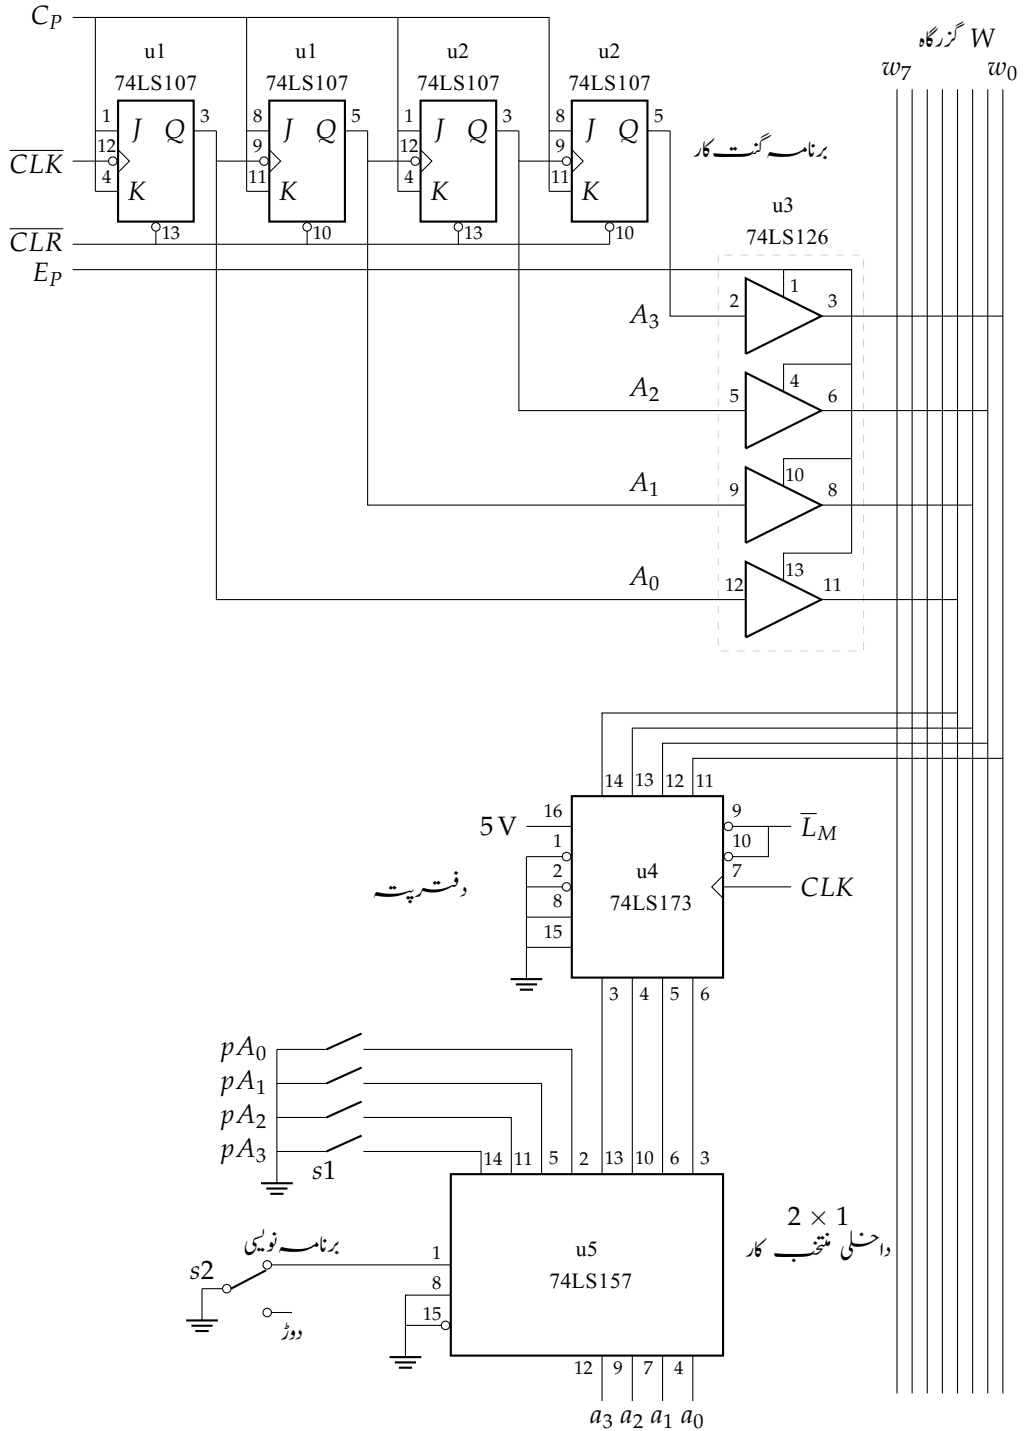 C_P
گزرگاہ W
w_7 w_0
u1 u1 u2 u2
74LS107 74LS107 74LS107 74LS107
1 J Q 3 8 J Q 5 1 J Q 3 8 J Q 5
\overline{CLK} 12 9 12 9
4 K 11 K 4 K 11 K
برنامہ گنت کار
\overline{CLR} 13 10 13 10
E_P
u3
74LS126
1
A_3 2 3
4
A_2 5 6
10
A_1 9 8
13
A_0 12 11
14 13 12 11
5 V 16 9 \overline{L}_M
1 10
2 u4 7 CLK
دفتر پتہ
8 74LS173
15
3 4 5 6
pA_0
pA_1
pA_2
pA_3
s1 14 11 5 2 13 10 6 3
2 × 1
داخلی منتخب کار
برنامہ نویسی
s2 1 u5
8 74LS157
15
دوڑ
12 9 7 4
a_3 a_2 a_1 a_0